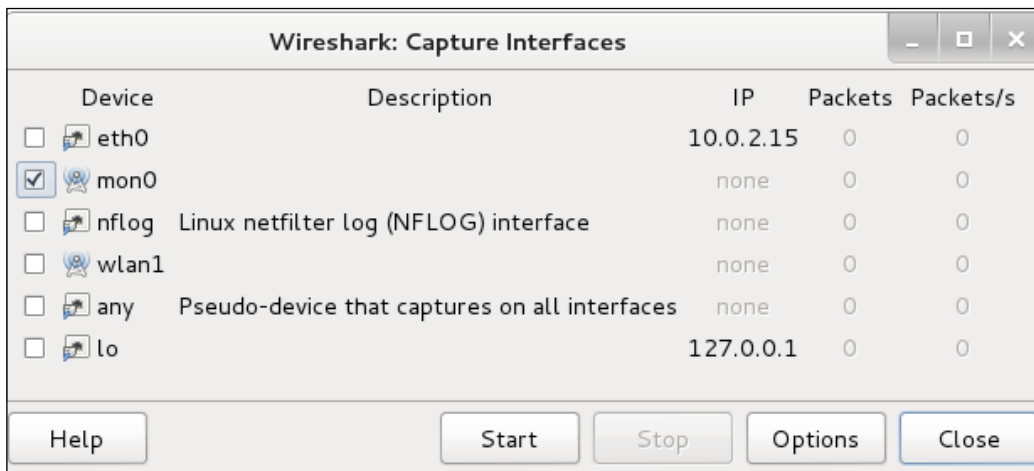 Wireshark: Capture Interfaces
Device Description IP Packets Packets/s
eth0 10.0.2.15 0 0
mon0 none 0 0
nflog Linux netfilter log (NFLOG) interface none 0 0
wlan1 none 0 0
any Pseudo-device that captures on all interfaces none 0 0
lo 127.0.0.1 0 0
Help Start Stop Options Close